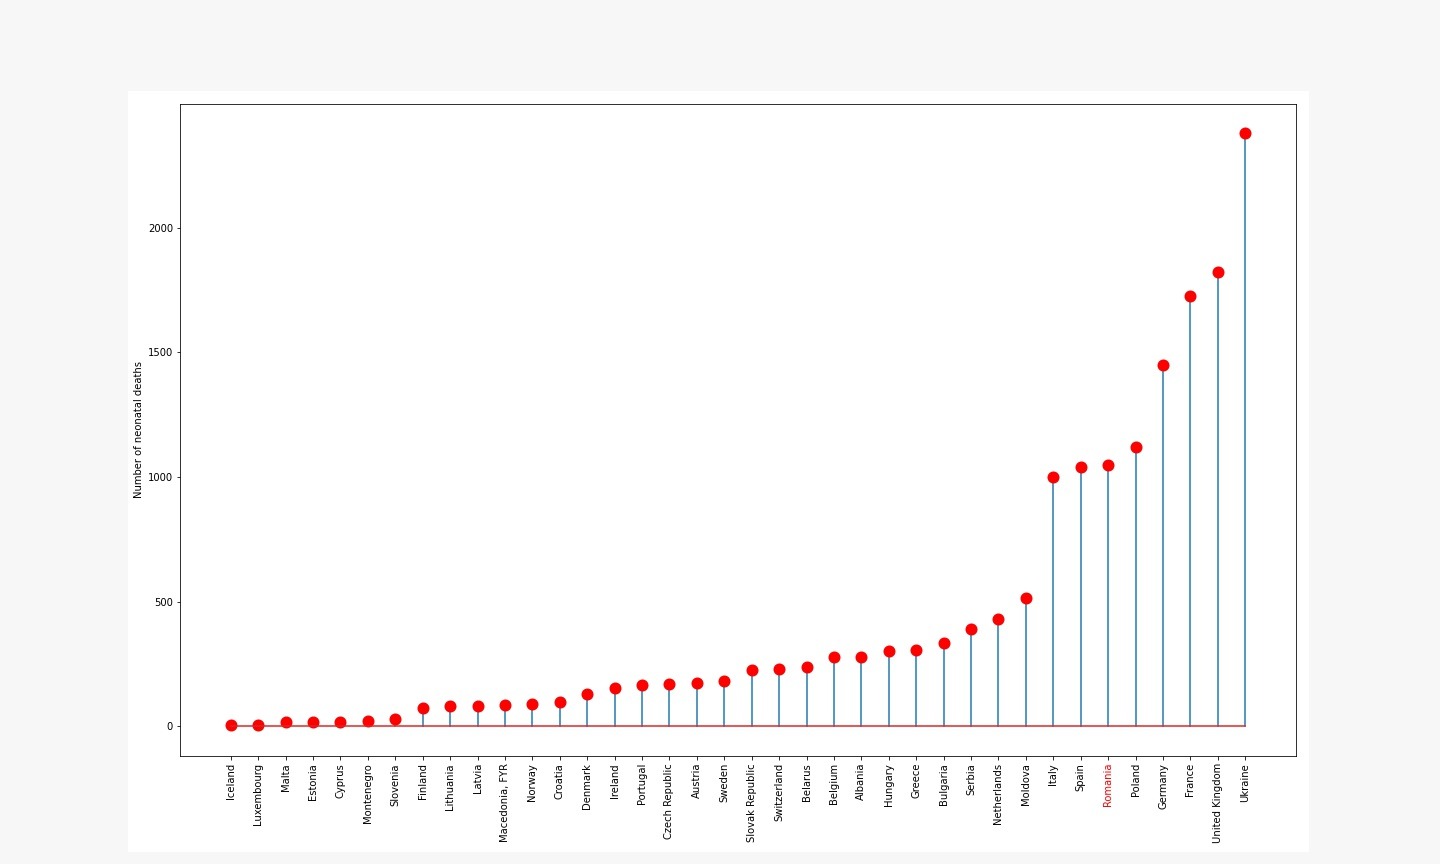 Number of neonatal deaths
2000
1500
1000
500
0
Iceland
Luxembourg
Malta
Estonia
Cyprus
Montenegro
Slovenia
Finland
Lithuania
Latvia
Macedonia, FYR
Norway
Croatia
Denmark
Ireland
Portugal
Czech Republic
Austria
Sweden
Slovak Republic
Switzerland
Belarus
Belgium
Albania
Hungary
Greece
Bulgaria
Serbia
Netherlands
Moldova
Italy
Spain
Romania
Poland
Germany
France
United Kingdom
Ukraine